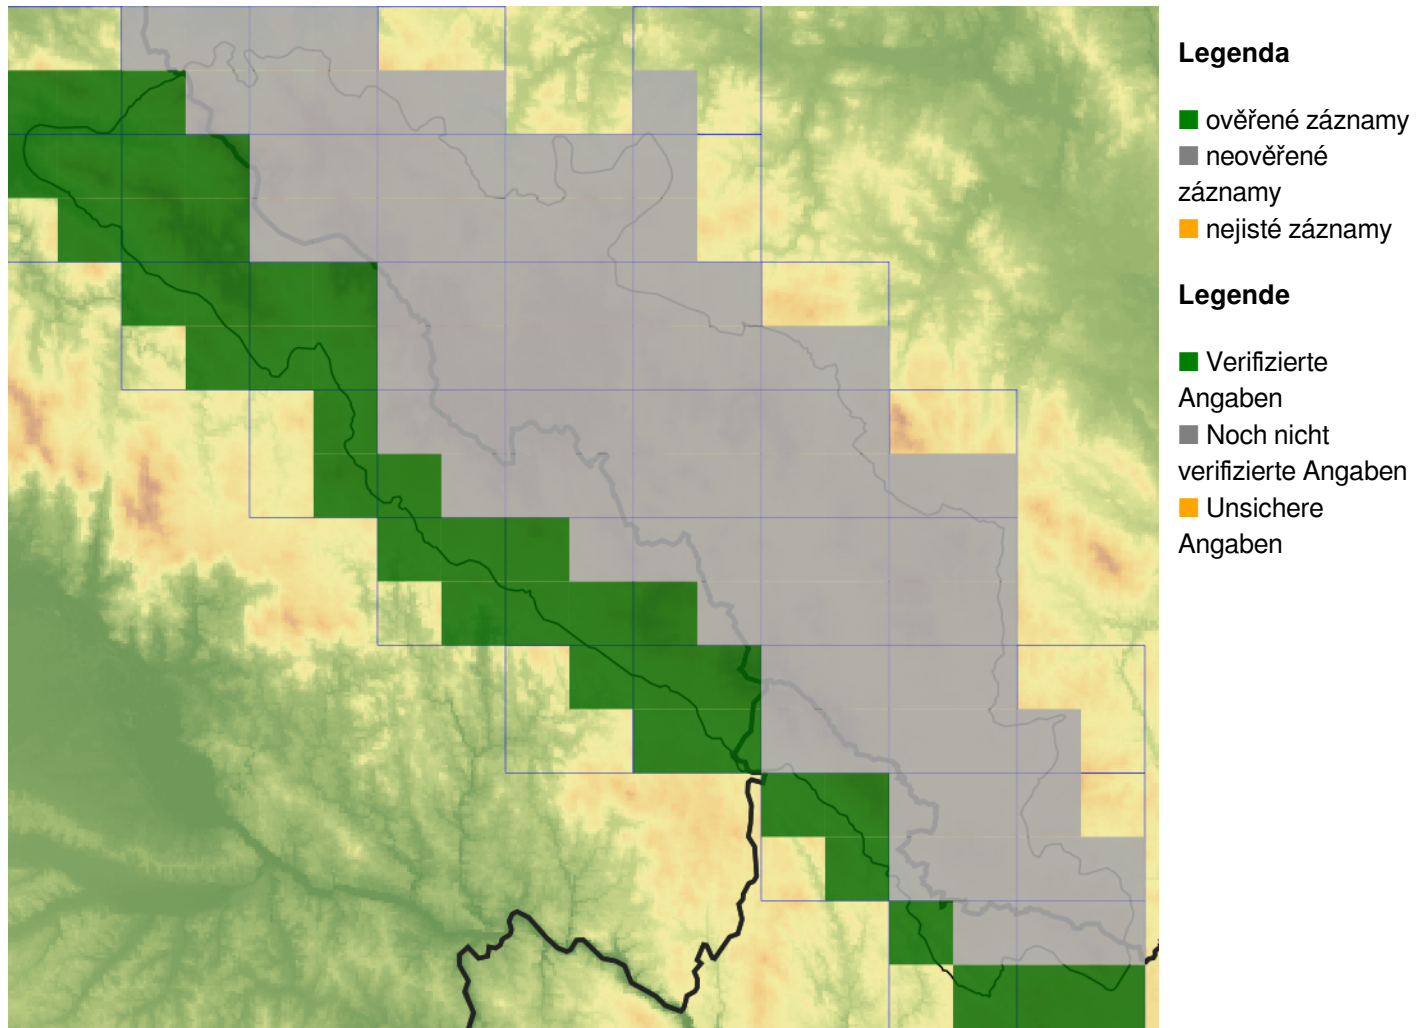 Legenda
ověřené záznamy
neověřené
záznamy
nejisté záznamy
Legende
Verifizierte
Angaben
Noch nicht
verifizierte Angaben
Unsichere
Angaben